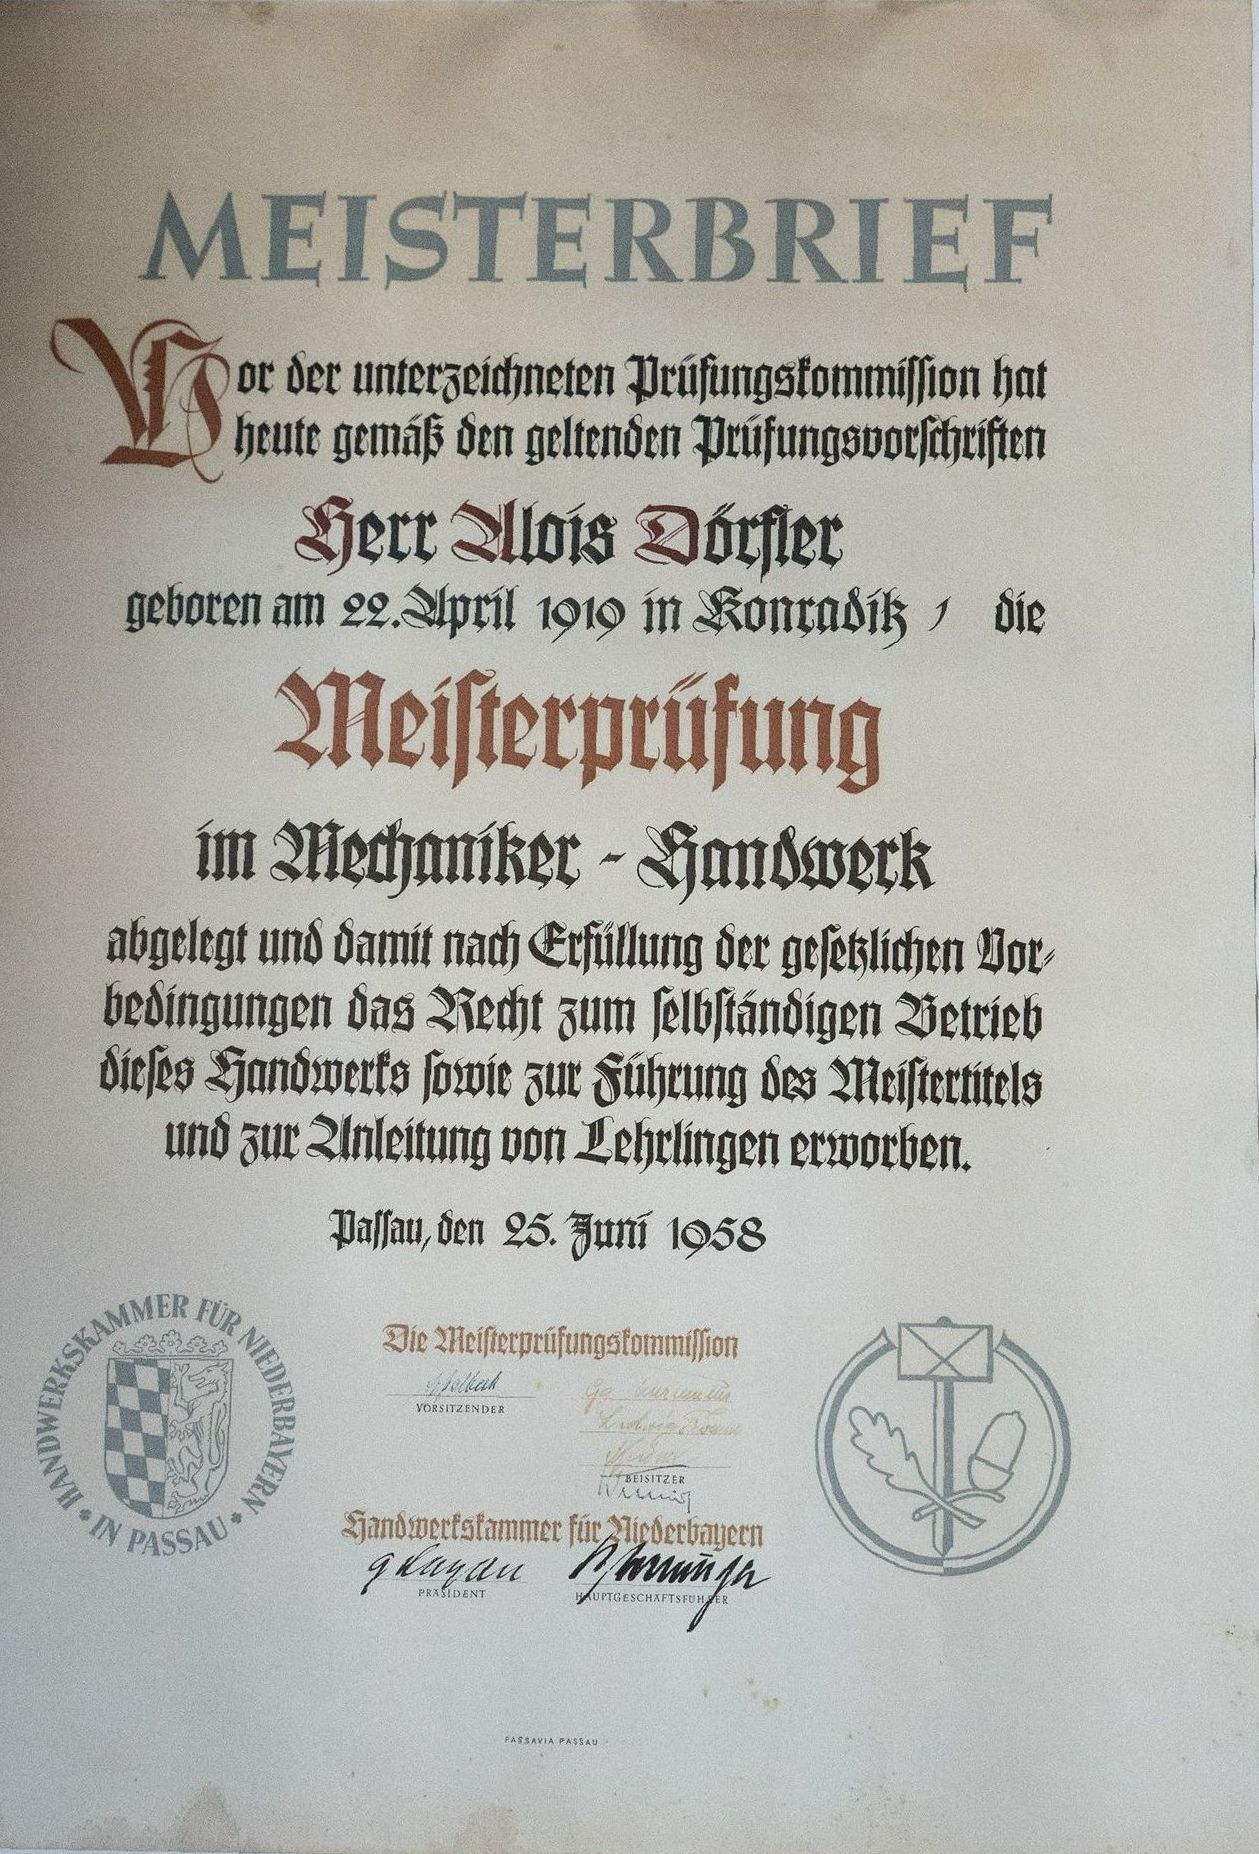 MEISTERBRIEF
Vor der unterzeichneten Prüfungskommission hat
heute gemäß den geltenden Prüfungsvorschriften
Herr Alois Dörfler
geboren am 22. April 1919 in Konraditz, die
Meisterprüfung
im Mechaniker-Handwerk
abgelegt und damit nach Erfüllung der gesetzlichen Vor-
bedingungen das Recht zum selbständigen Betrieb
dieses Handwerks sowie zur Führung des Meistertitels
und zur Anleitung von Lehrlingen erworben.
Passau, den 25. Juni 1958
HANDWERKSKAMMER FÜR NIEDERBAYERN
• IN PASSAU •
Die Meisterprüfungskommission
VORSITZENDER
Ludwig
BEISITZER
Handwerkskammer für Niederbayern
PRÄSIDENT
HAUPTGESCHÄFTSFÜHRER
PASSAVIA PASSAU